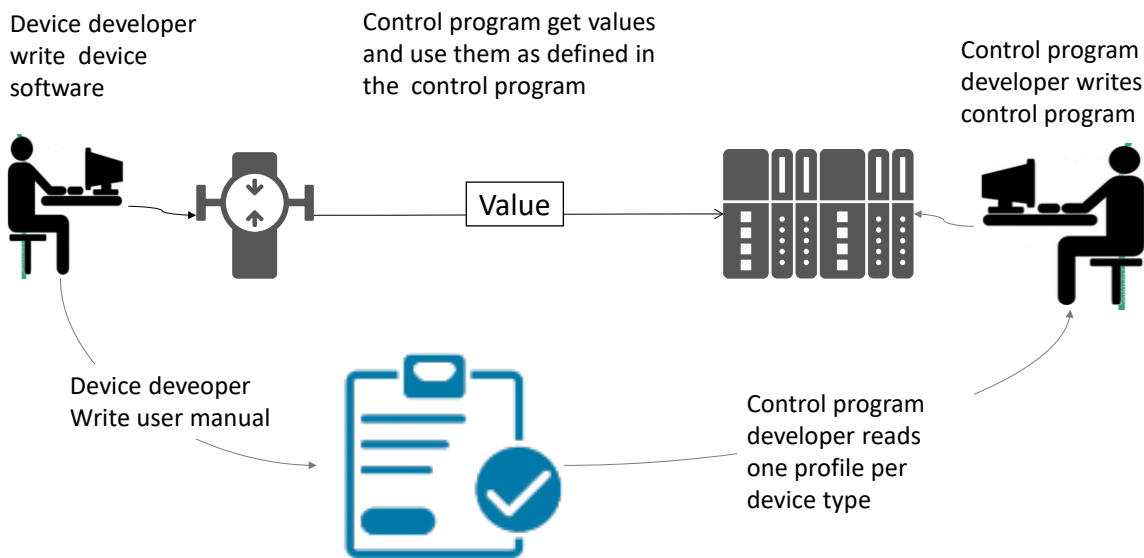 Device developer
write  device
software
Control program get values
and use them as defined in
the  control program
Control program
developer writes
control program
Value
Device deveoper
Write user manual
Control program
developer reads
one profile per
device type